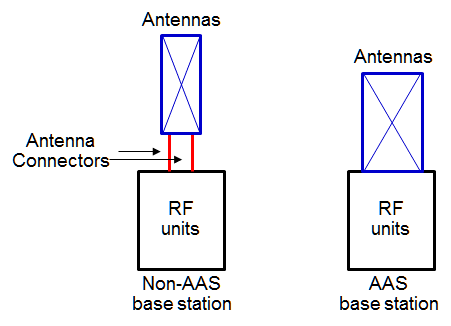 Antennas
Antennas
Antenna
Connectors
RF
units
RF
units
Non-AAS
base station
AAS
base station